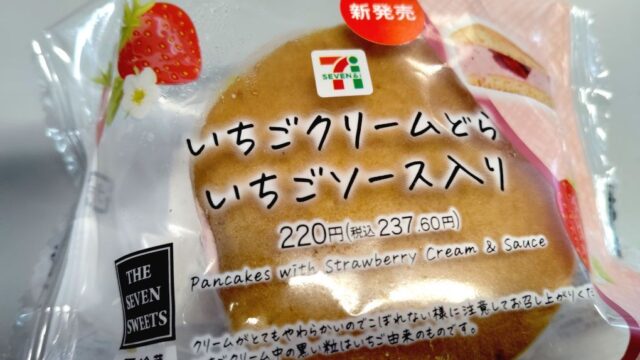 新発売
SEVEN&i
いちごクリームどら
いちごソース入り
220円(税込237.60円)
Pancakes with Strawberry Cream & Sauce
THE
SEVEN
SWEETS
クリームがとてもやわらかいのでこぼれない様に注意してお召し上がりくだ
ごクリーム中の黒い粒はいちご由来のものです。